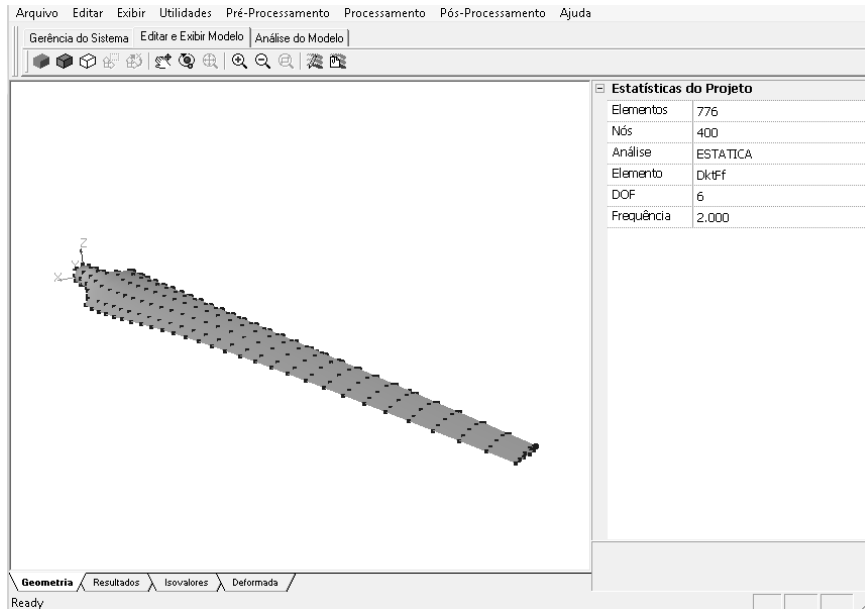 Arquivo Editar Exibir Utilidades Pré-Processamento Processamento Pós-Processamento Ajuda
Gerência do Sistema Editar e Exibir Modelo Análise do Modelo
Estatísticas do Projeto
Elementos 776
Nós 400
Análise ESTATICA
Elemento DktFf
DOF 6
Frequência 2.000
Z
Y
X
Geometria Resultados Isovalores Deformada
Ready